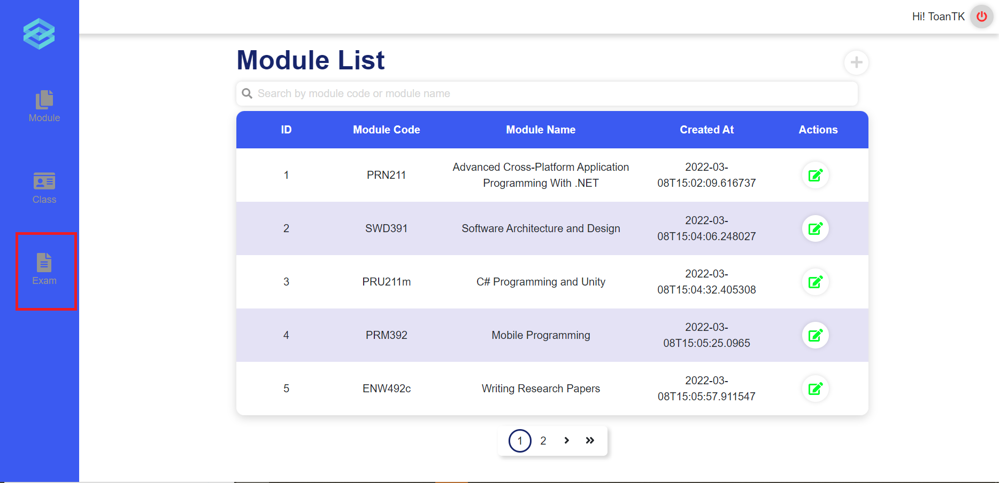 Hi! ToanTK
Module
Class
Exam
Module List
Search by module code or module name
ID Module Code Module Name Created At Actions
1 PRN211 Advanced Cross-Platform Application Programming With .NET 2022-03-08T15:02:09.616737
2 SWD391 Software Architecture and Design 2022-03-08T15:04:06.248027
3 PRU211m C# Programming and Unity 2022-03-08T15:04:32.405308
4 PRM392 Mobile Programming 2022-03-08T15:05:25.0965
5 ENW492c Writing Research Papers 2022-03-08T15:05:57.911547
1 2